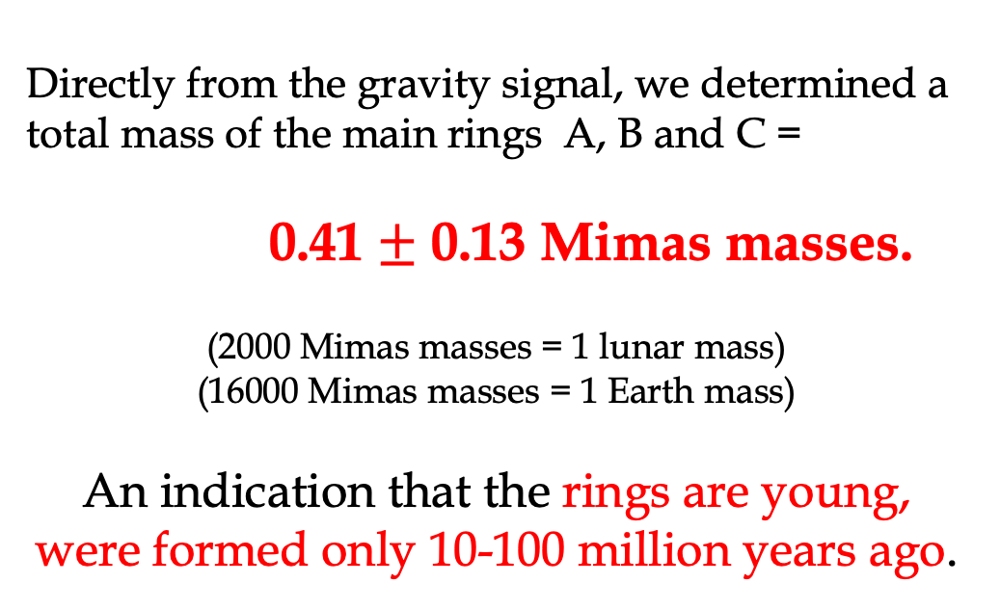 Directly from the gravity signal, we determined a
total mass of the main rings  A, B and C =
0.41 ± 0.13 Mimas masses.
(2000 Mimas masses = 1 lunar mass)
(16000 Mimas masses = 1 Earth mass)
An indication that the rings are young,
were formed only 10-100 million years ago.